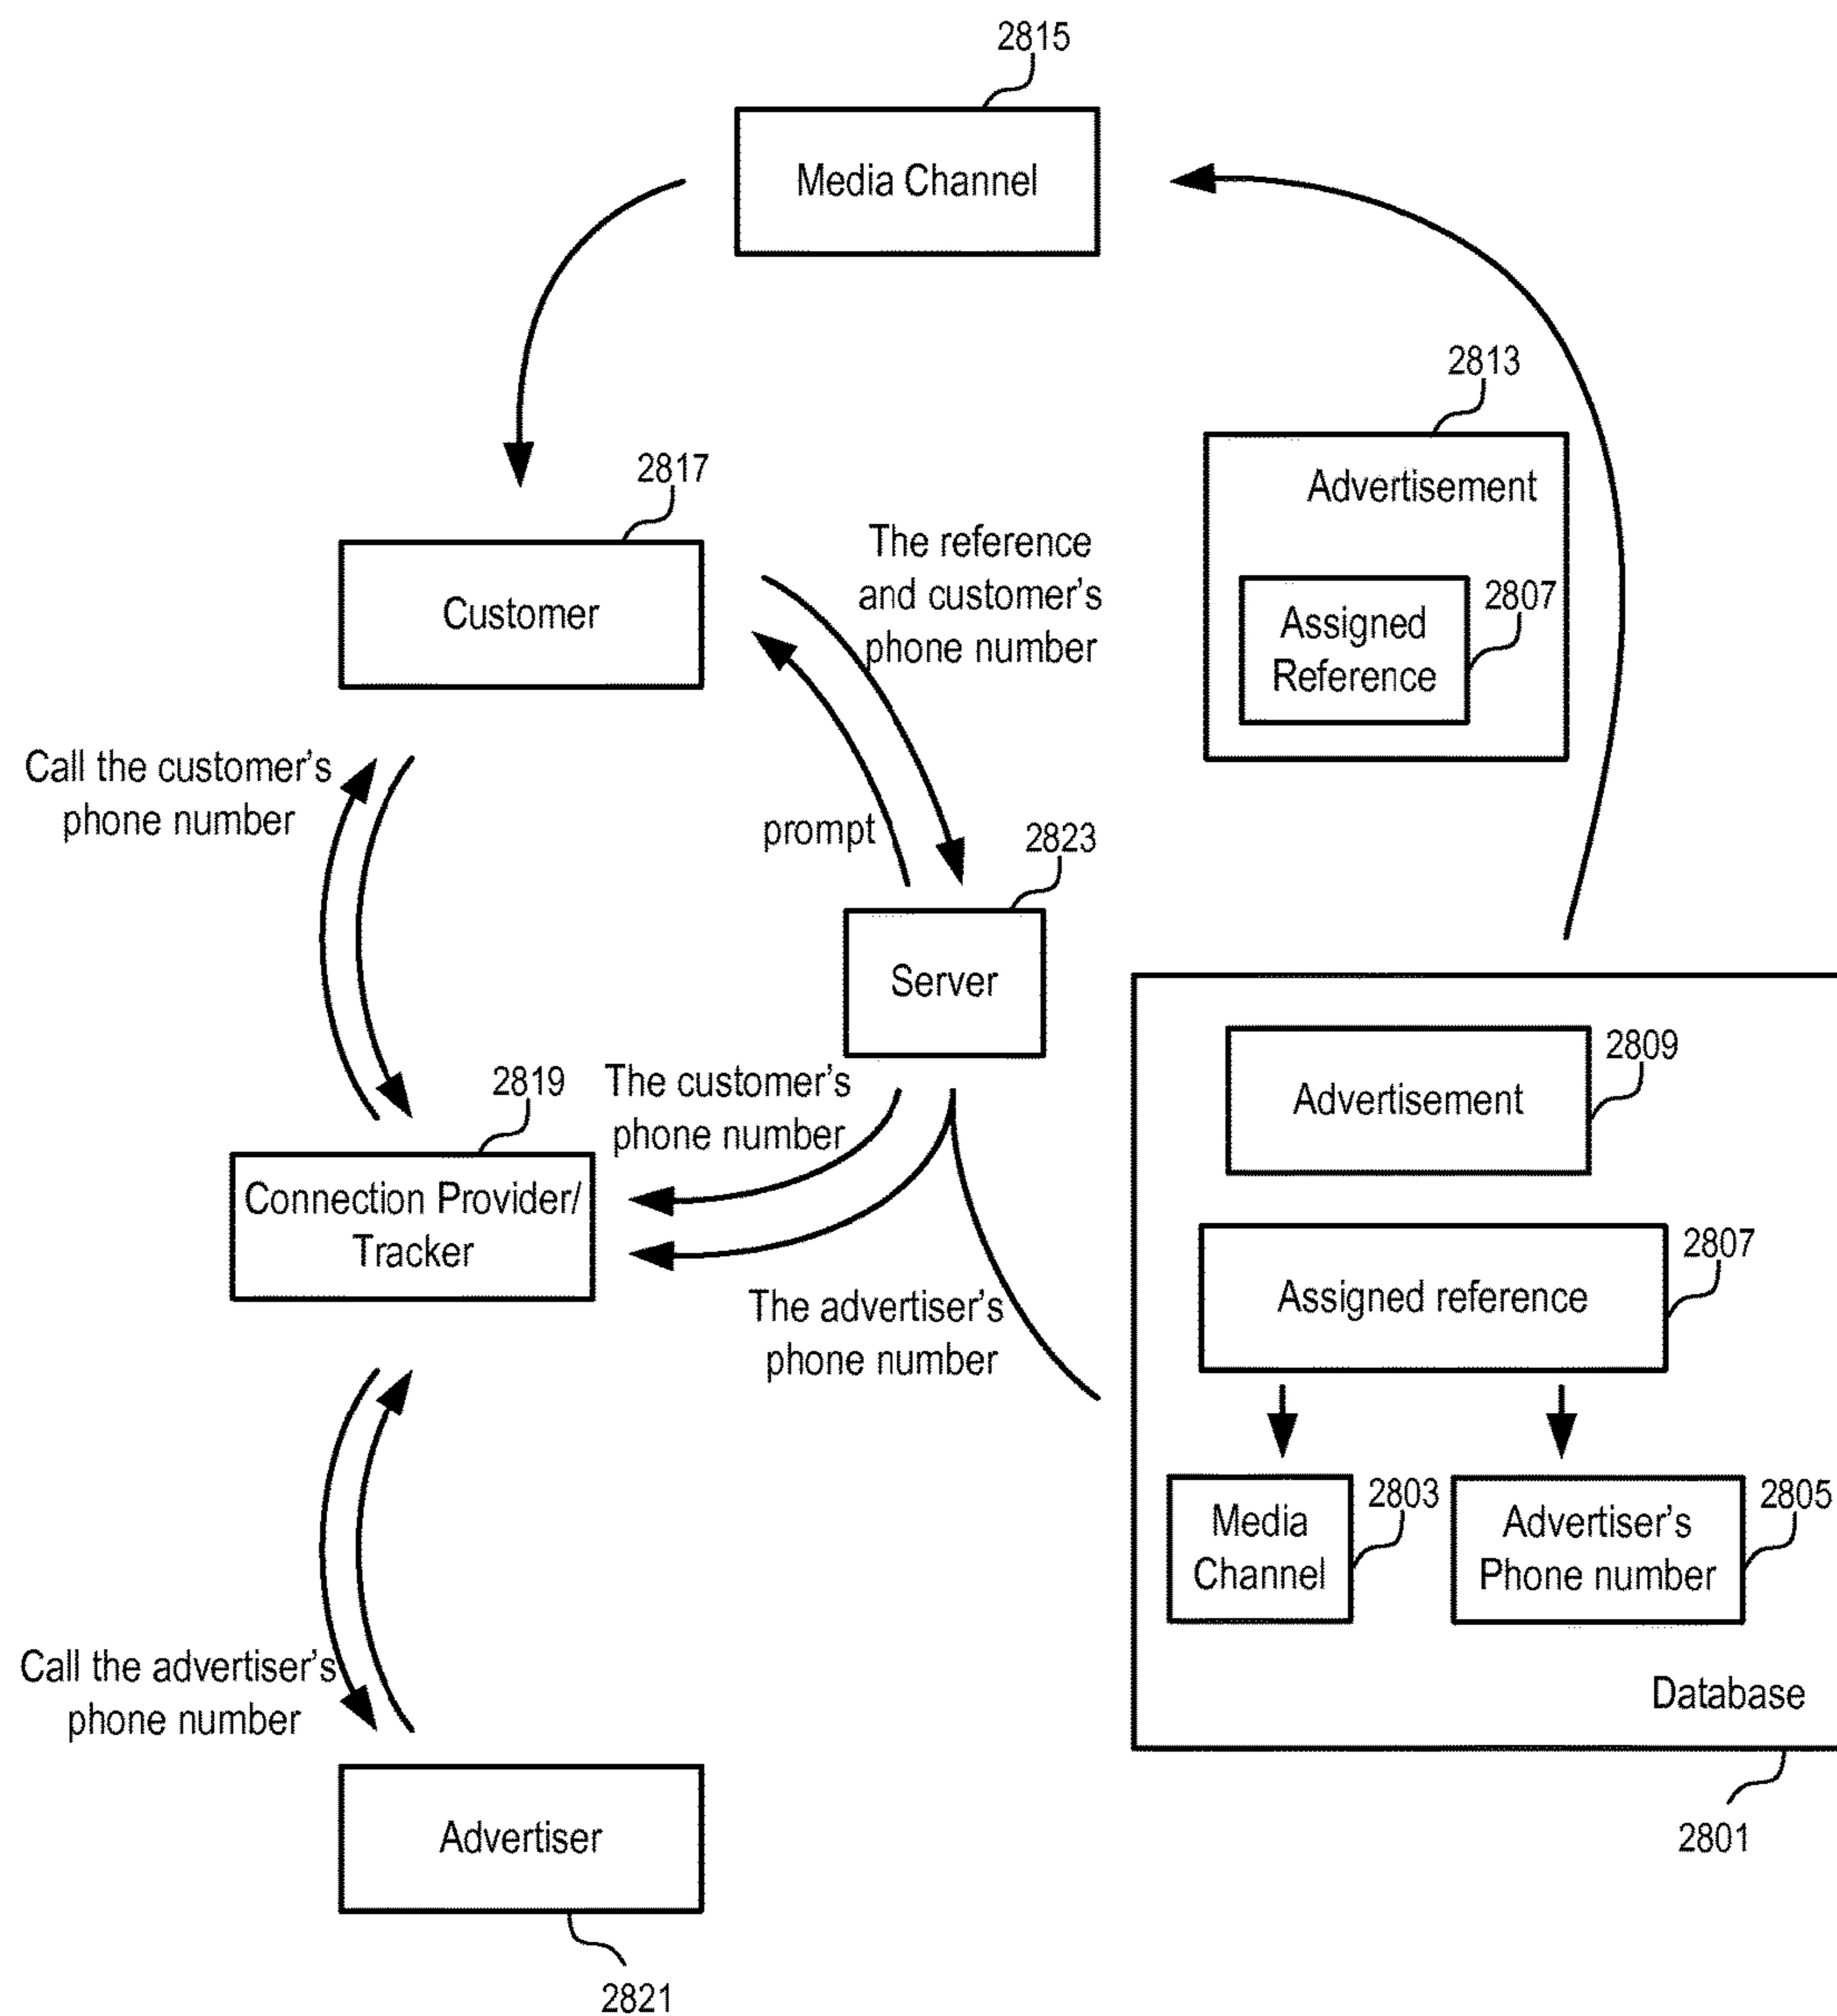 2815
Media Channel
2813
Advertisement
2817
The reference
and customer's
phone number
2807
Assigned
Reference
Customer
Call the customer's
phone number
prompt
2823
Server
2809
Advertisement
2819
The customer's
phone number
Connection Provider/
Tracker
2807
Assigned reference
The advertiser's
phone number
2803
Media
Channel
2805
Advertiser's
Phone number
Call the advertiser's
phone number
Database
2801
Advertiser
2821